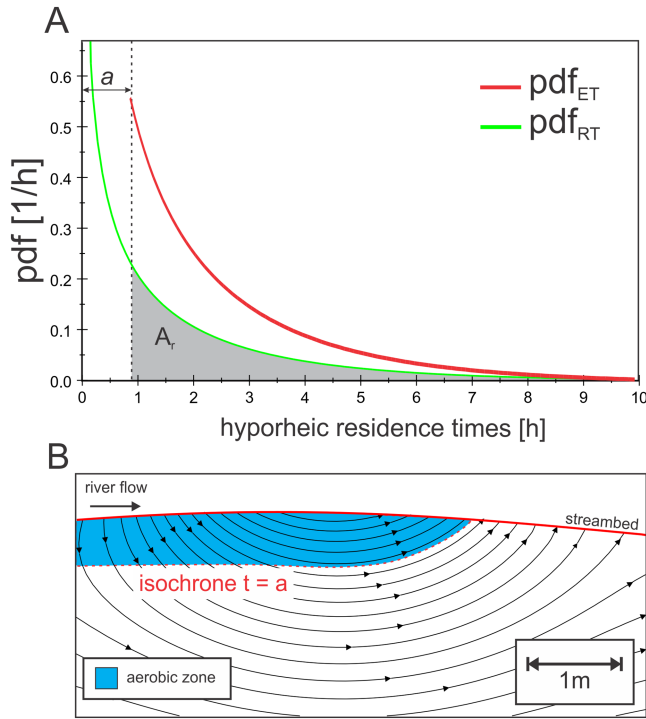 A
a
pdf_ET
pdf_RT
A_r
pdf [1/h]
0.6
0.5
0.4
0.3
0.2
0.1
0.0
0 1 2 3 4 5 6 7 8 9 10
hyporheic residence times [h]
B
river flow
streambed
isochrone t = a
aerobic zone
1m